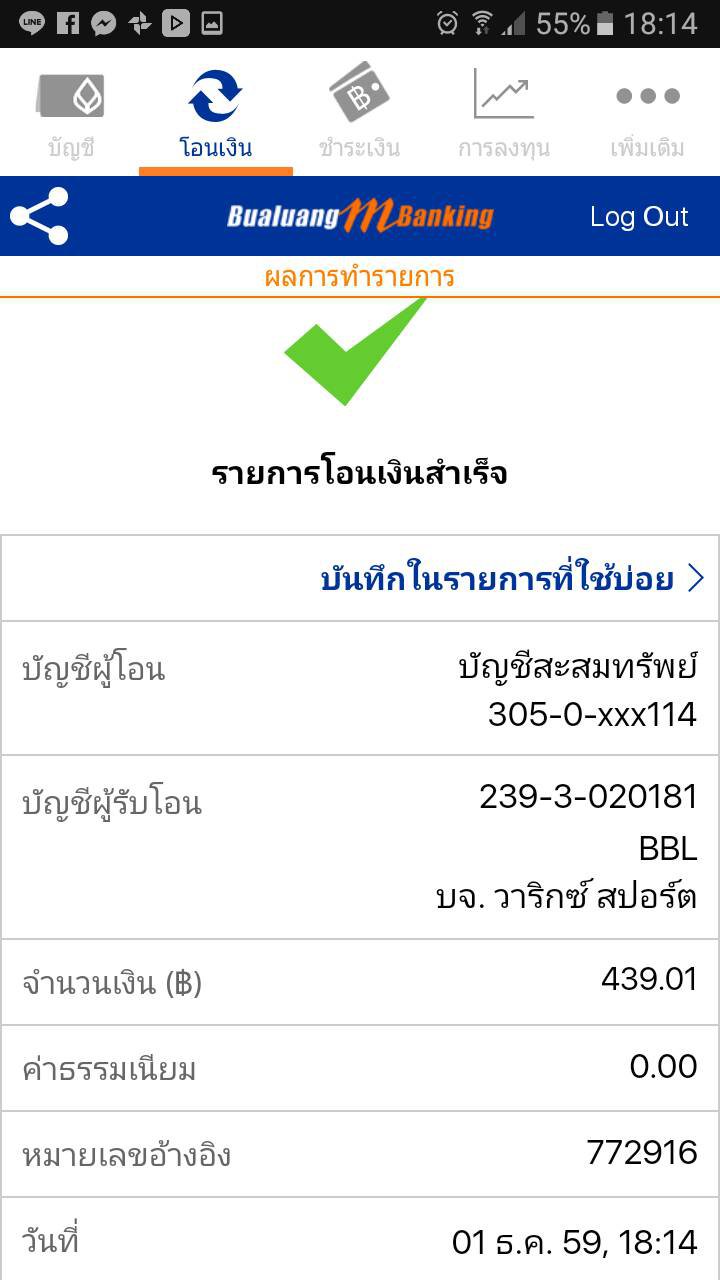 LINE
55% 18:14
บัญชี โอนเงิน ชำระเงิน การลงทุน เพิ่มเติม
Bualuang mBanking Log Out
ผลการทำรายการ
รายการโอนเงินสำเร็จ
บันทึกในรายการที่ใช้บ่อย >
บัญชีผู้โอน บัญชีสะสมทรัพย์
305-0-xxx114
บัญชีผู้รับโอน 239-3-020181
BBL
บจ. วาริกซ์ สปอร์ต
จำนวนเงิน (฿) 439.01
ค่าธรรมเนียม 0.00
หมายเลขอ้างอิง 772916
วันที่ 01 ธ.ค. 59, 18:14